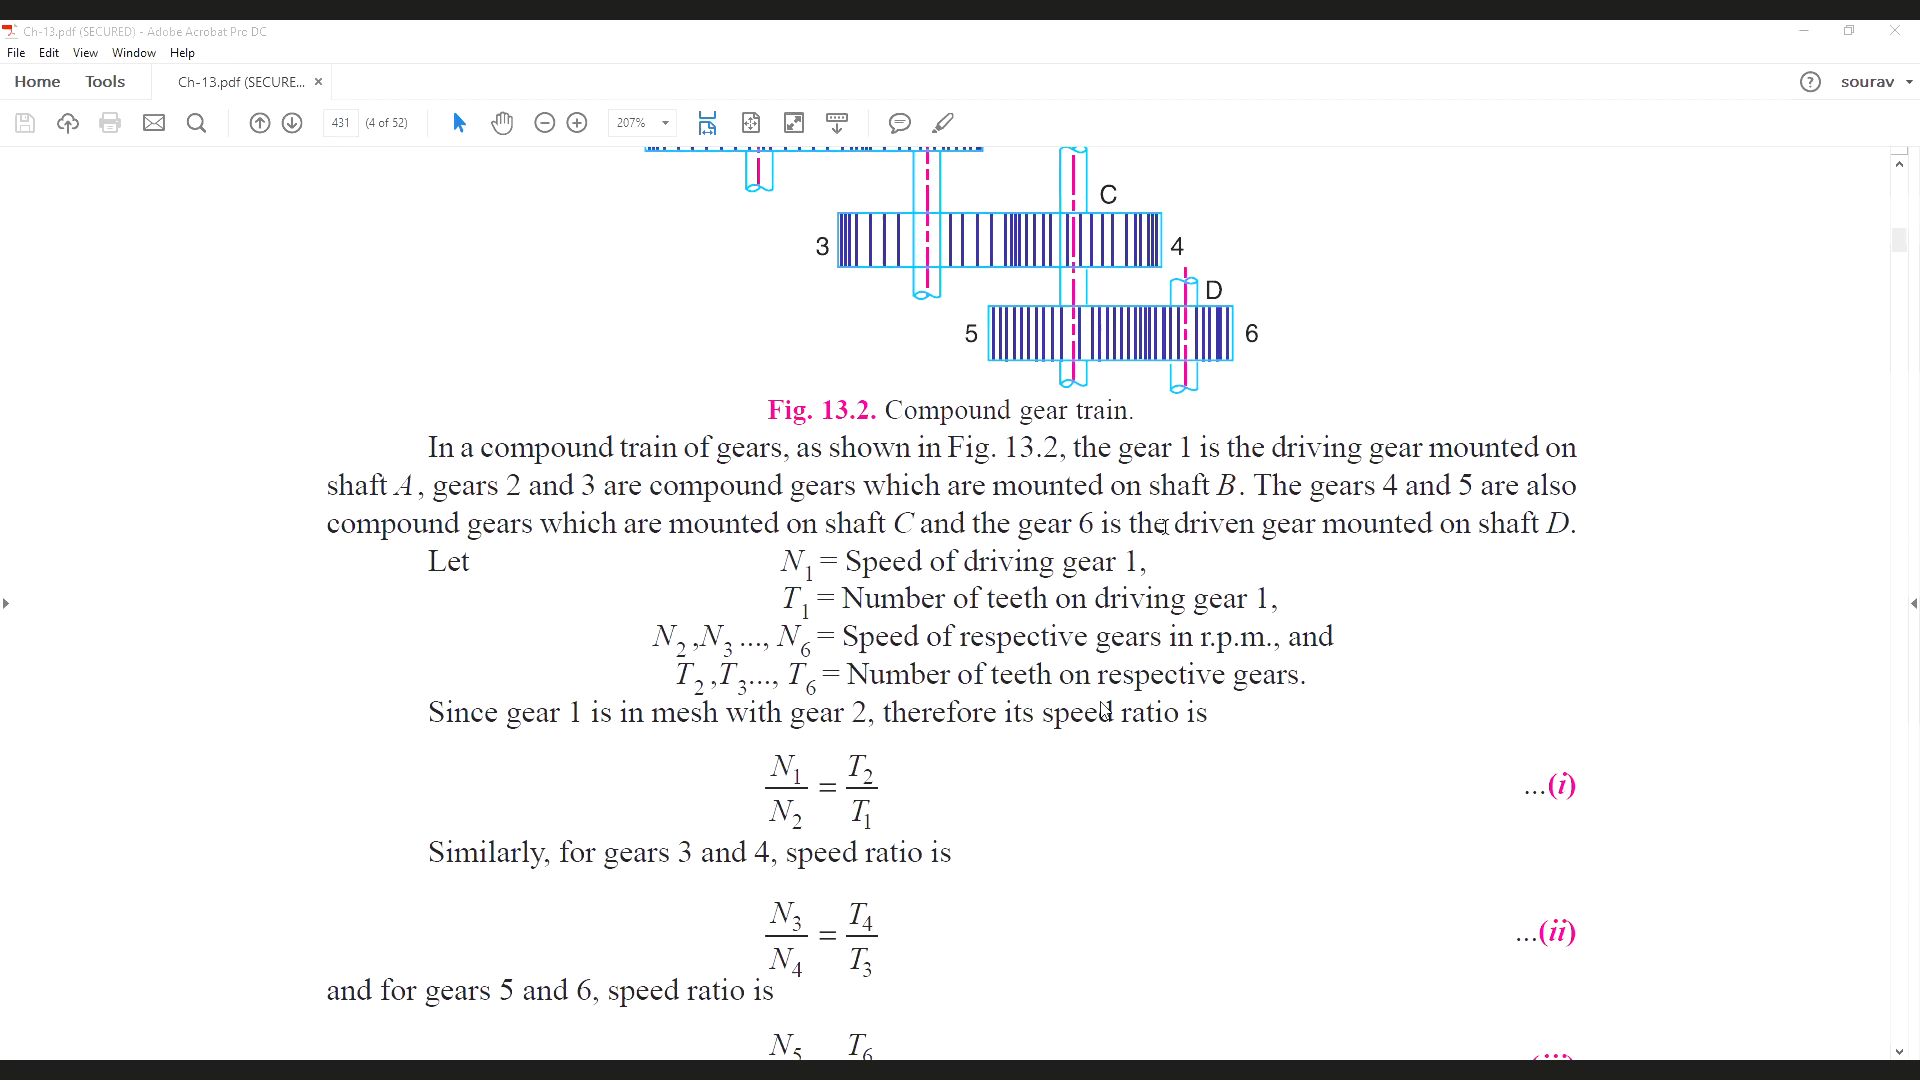 Ch-13.pdf (SECURED) - Adobe Acrobat Pro DC
File Edit View Window Help
Home Tools Ch-13.pdf (SECURE... × sourav
431 (4 of 52) 207%
C
3 4
D
5 6
Fig. 13.2. Compound gear train.
In a compound train of gears, as shown in Fig. 13.2, the gear 1 is the driving gear mounted on
shaft A, gears 2 and 3 are compound gears which are mounted on shaft B. The gears 4 and 5 are also
compound gears which are mounted on shaft C and the gear 6 is the driven gear mounted on shaft D.
Let N1 = Speed of driving gear 1,
T1 = Number of teeth on driving gear 1,
N2 ,N3 ..., N6 = Speed of respective gears in r.p.m., and
T2 ,T3..., T6 = Number of teeth on respective gears.
Since gear 1 is in mesh with gear 2, therefore its speed ratio is
N1/N2 = T2/T1 ...(i)
Similarly, for gears 3 and 4, speed ratio is
N3/N4 = T4/T3 ...(ii)
and for gears 5 and 6, speed ratio is
N5 T6